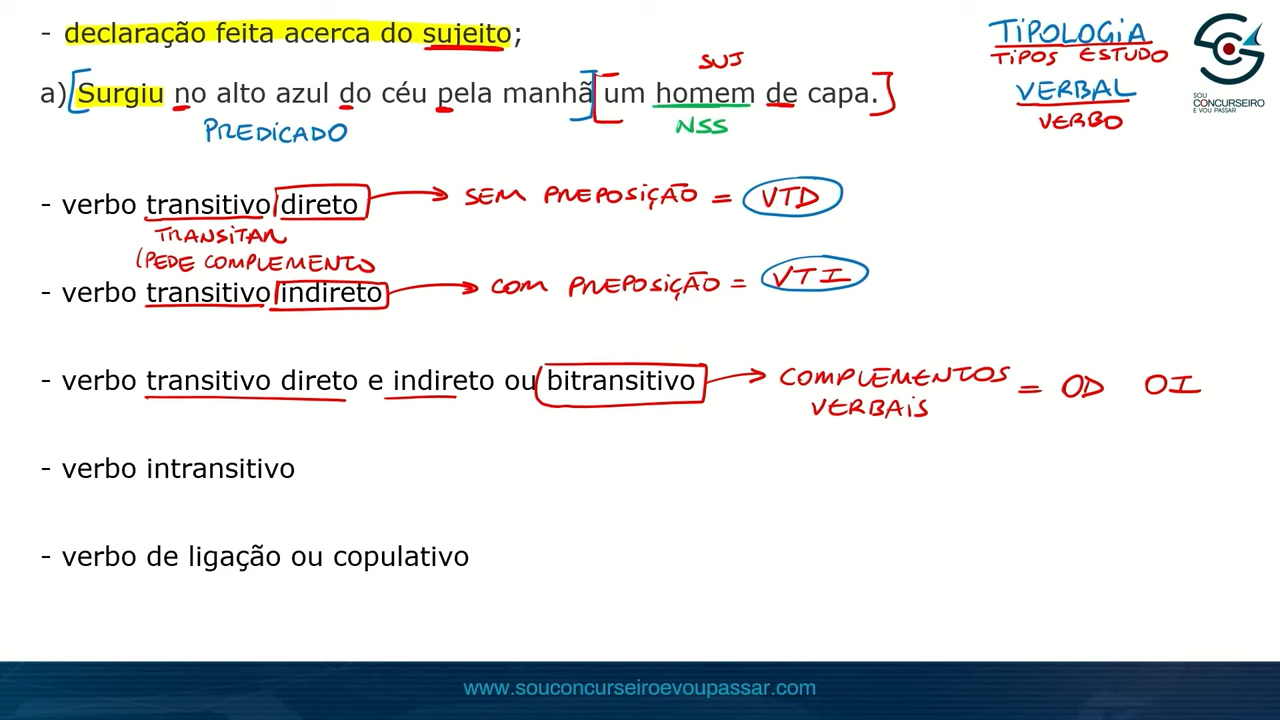 - declaração feita acerca do sujeito;
TIPOLOGIA
TIPOS ESTUDO
SUJ
a) Surgiu no alto azul do céu pela manhã um homem de capa.
VERBAL
SOU
CONCURSEIRO
E VOU PASSAR
PREDICADO
NSS
VERBO
- verbo transitivo direto
SEM PREPOSIÇÃO = VTD
TRANSITAR
(PEDE COMPLEMENTO
- verbo transitivo indireto
COM PREPOSIÇÃO = VTI
- verbo transitivo direto e indireto ou bitransitivo
COMPLEMENTOS
VERBAIS
= OD OI
- verbo intransitivo
- verbo de ligação ou copulativo
www.souconcurseiroevoupassar.com